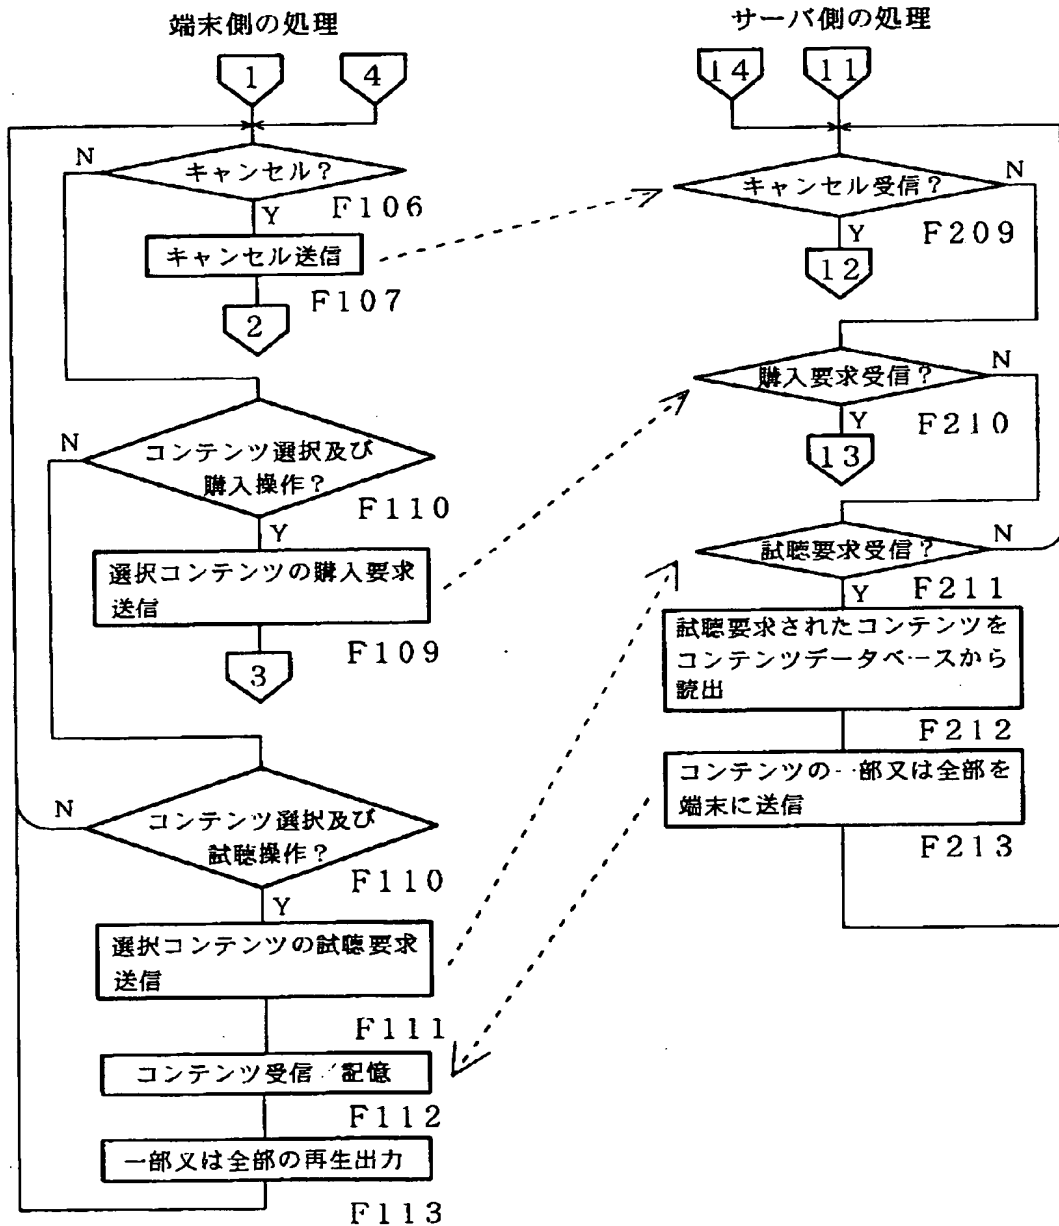 端末側の処理
1
4
N
キャンセル?
F106
Y
キャンセル送信
F107
2
N
コンテンツ選択及び
購入操作?
F110
Y
選択コンテンツの購入要求
送信
F109
3
N
コンテンツ選択及び
試聴操作?
F110
Y
選択コンテンツの試聴要求
送信
F111
コンテンツ受信/記憶
F112
一部又は全部の再生出力
F113
サーバ側の処理
14
11
キャンセル受信?
N
F209
Y
12
購入要求受信?
N
F210
Y
13
試聴要求受信?
N
F211
Y
試聴要求されたコンテンツを
コンテンツデータベースから
読出
F212
コンテンツの一部又は全部を
端末に送信
F213